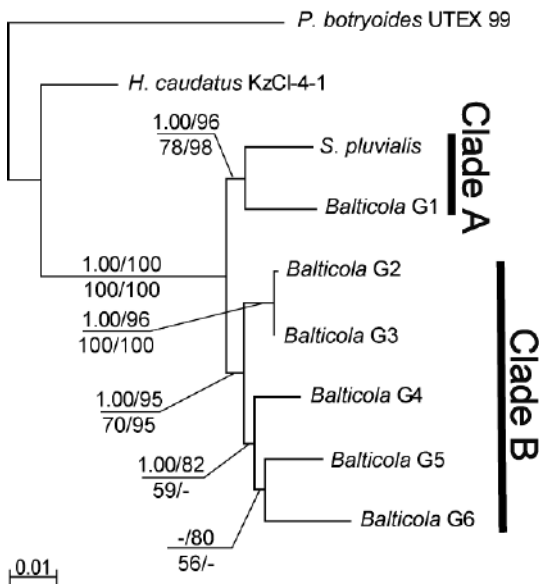 P. botryoides UTEX 99
H. caudatus KzCl-4-1
1.00/96
78/98
S. pluvialis
Balticola G1
Clade A
1.00/100
100/100
Balticola G2
1.00/96
100/100
Balticola G3
1.00/95
70/95
Balticola G4
1.00/82
59/-
Balticola G5
-/80
56/-
Balticola G6
Clade B
0.01